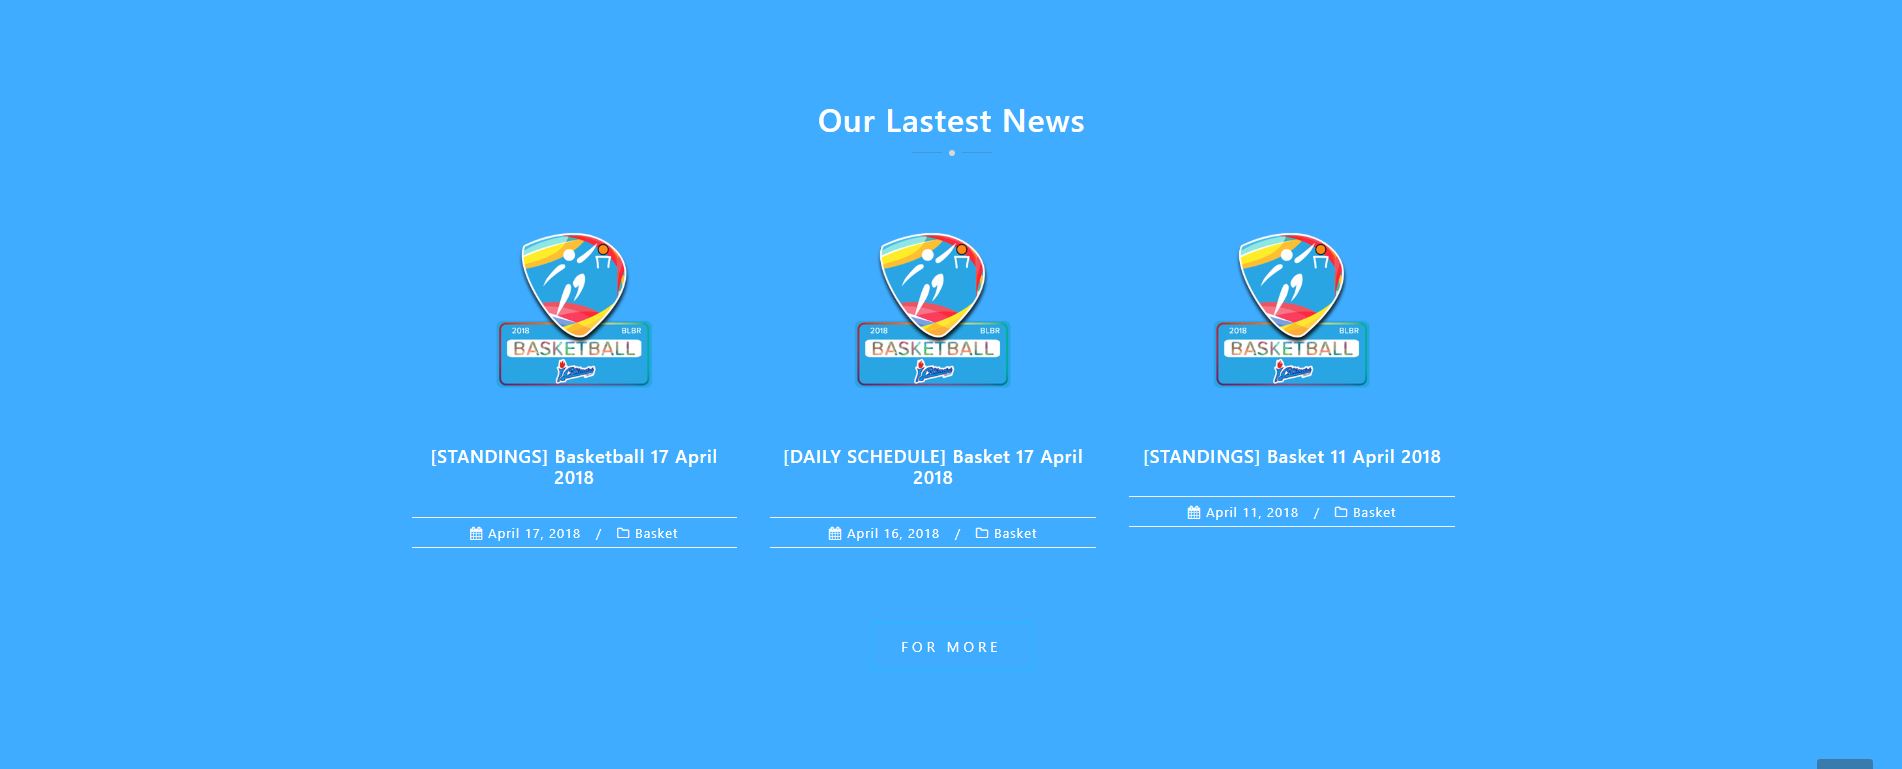 Our Lastest News
2018 BLBR
BASKETBALL
2018 BLBR
BASKETBALL
2018 BLBR
BASKETBALL
[STANDINGS] Basketball 17 April
2018
April 17, 2018 / Basket
[DAILY SCHEDULE] Basket 17 April
2018
April 16, 2018 / Basket
[STANDINGS] Basket 11 April 2018
April 11, 2018 / Basket
FOR MORE